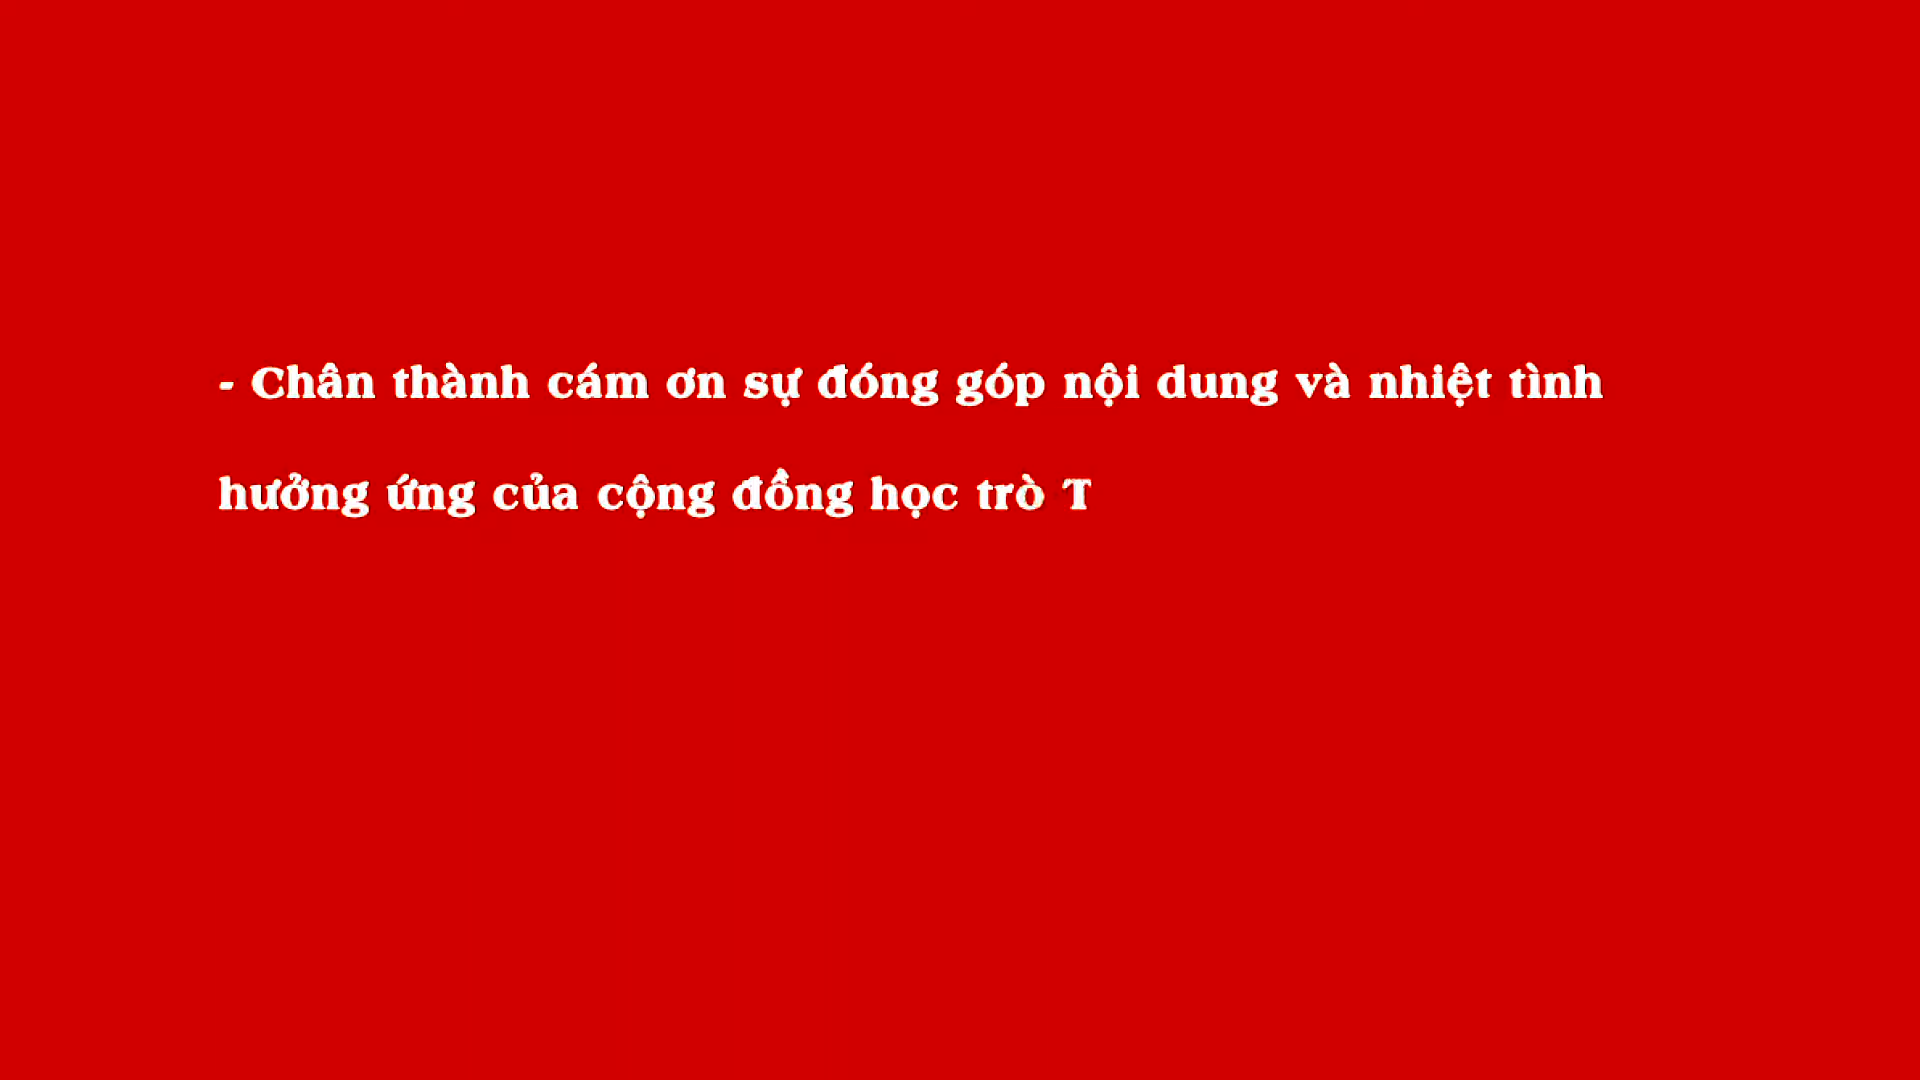 - Chân thành cám ơn sự đóng góp nội dung và nhiệt tình
hưởng ứng của cộng đồng học trò T